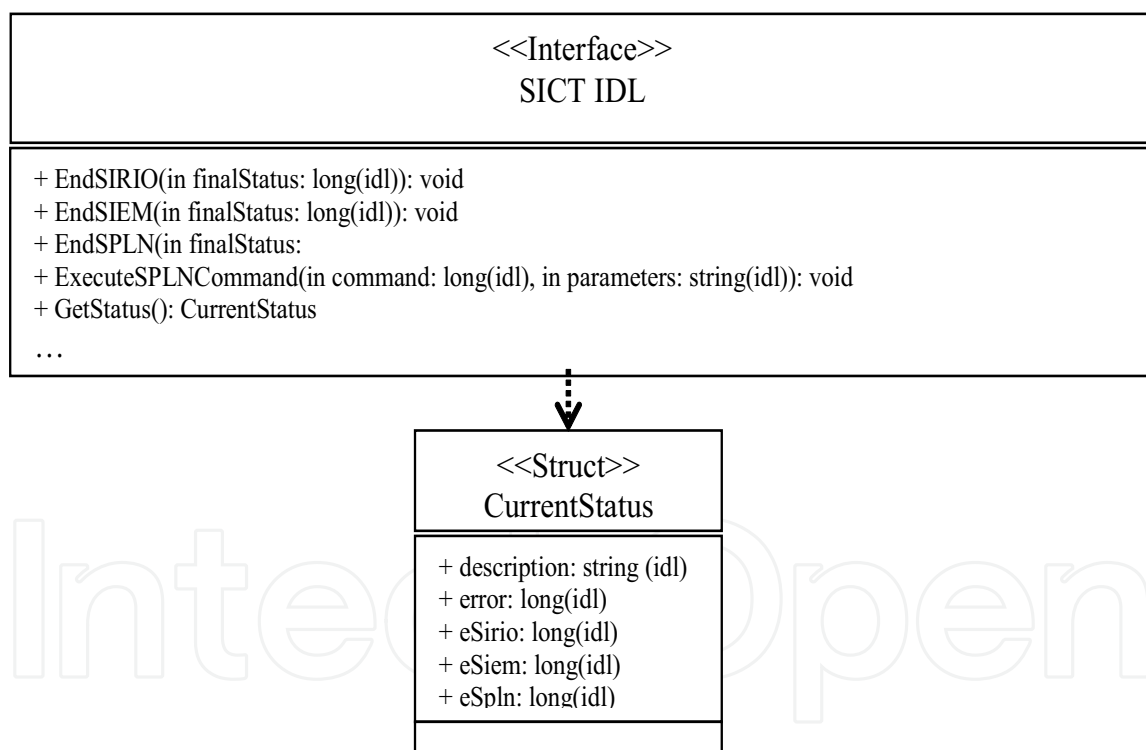 <<Interface>>
SICT IDL
+ EndSIRIO(in finalStatus: long(idl)): void
+ EndSIEM(in finalStatus: long(idl)): void
+ EndSPLN(in finalStatus:
+ ExecuteSPLNCommand(in command: long(idl), in parameters: string(idl)): void
+ GetStatus(): CurrentStatus
…
<<Struct>>
CurrentStatus
+ description: string (idl)
+ error: long(idl)
+ eSirio: long(idl)
+ eSiem: long(idl)
+ eSpln: long(idl)
IntechOpen